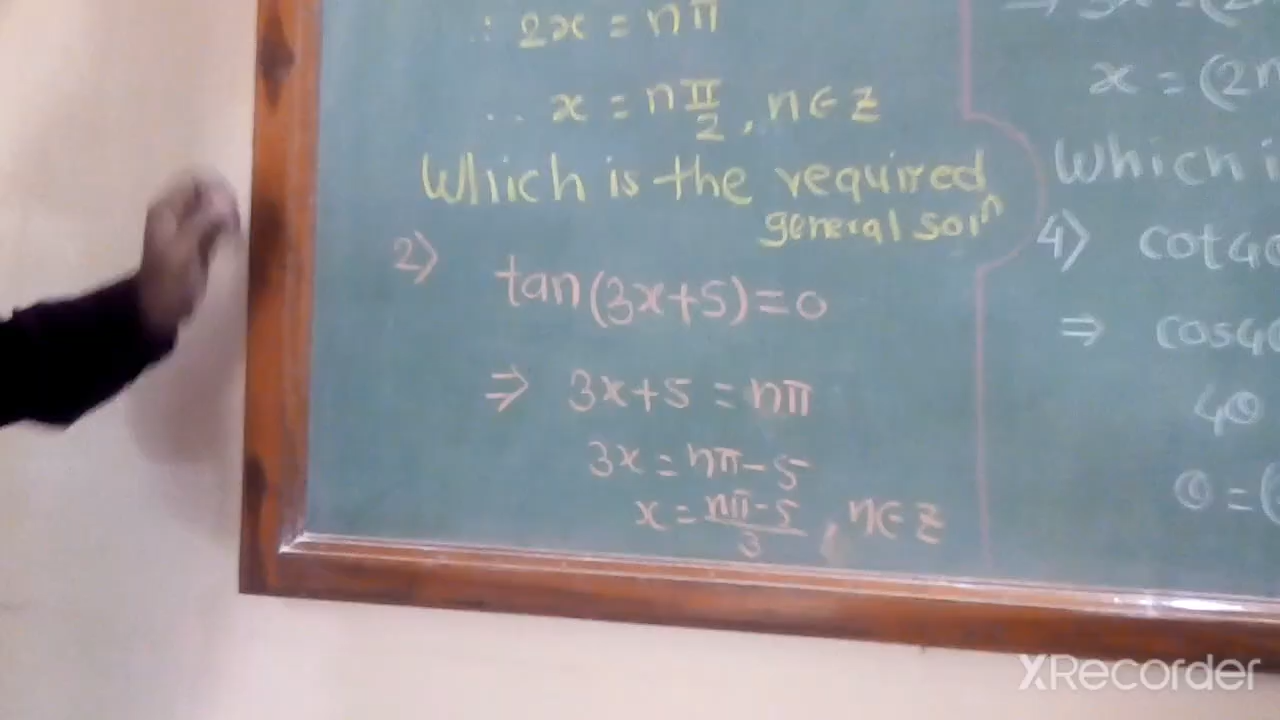 ∴ 2x = nπ
∴ x = nπ/2, n∈z
Which is the required
general soln
2) tan(3x+5)=0
⇒ 3x+5 = nπ
3x = nπ-5
x = nπ-5/3, n∈z
x = (2n
Which i
4) cot4θ
⇒ cos4θ
4θ
θ = (
XRecorder